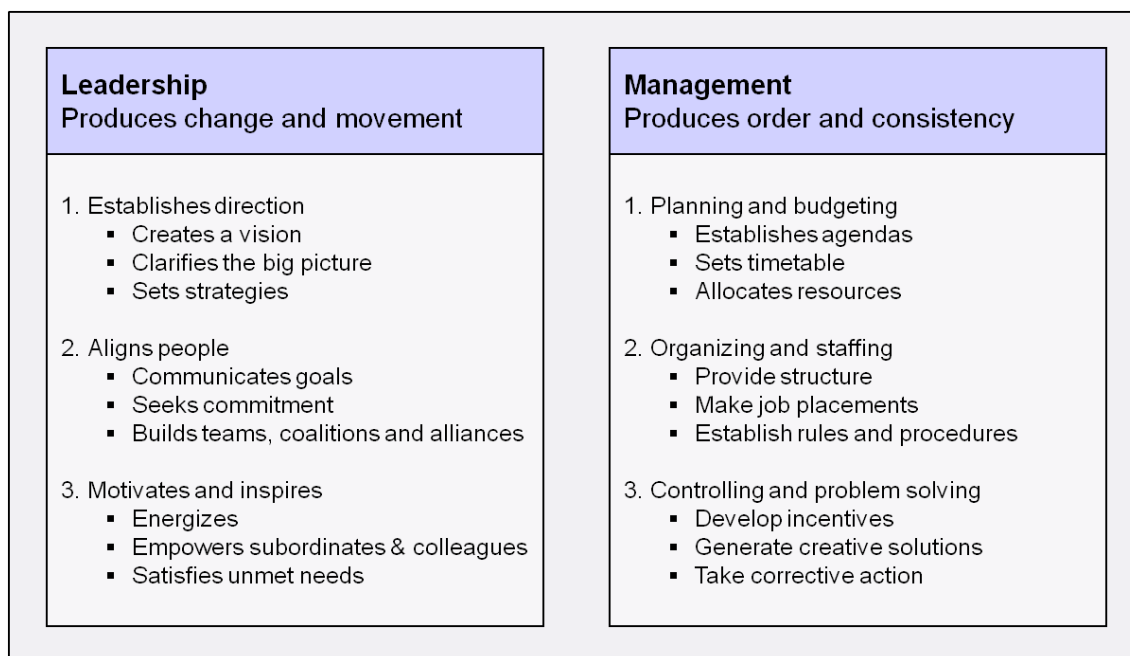 Leadership
Produces change and movement
1. Establishes direction
▪ Creates a vision
▪ Clarifies the big picture
▪ Sets strategies
2. Aligns people
▪ Communicates goals
▪ Seeks commitment
▪ Builds teams, coalitions and alliances
3. Motivates and inspires
▪ Energizes
▪ Empowers subordinates & colleagues
▪ Satisfies unmet needs
Management
Produces order and consistency
1. Planning and budgeting
▪ Establishes agendas
▪ Sets timetable
▪ Allocates resources
2. Organizing and staffing
▪ Provide structure
▪ Make job placements
▪ Establish rules and procedures
3. Controlling and problem solving
▪ Develop incentives
▪ Generate creative solutions
▪ Take corrective action